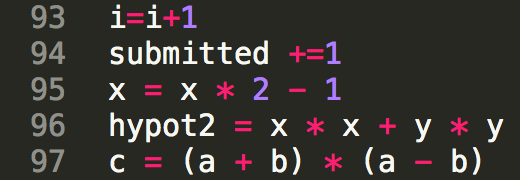 93 i=i+1
94 submitted +=1
95 x = x * 2 - 1
96 hypot2 = x * x + y * y
97 c = (a + b) * (a - b)